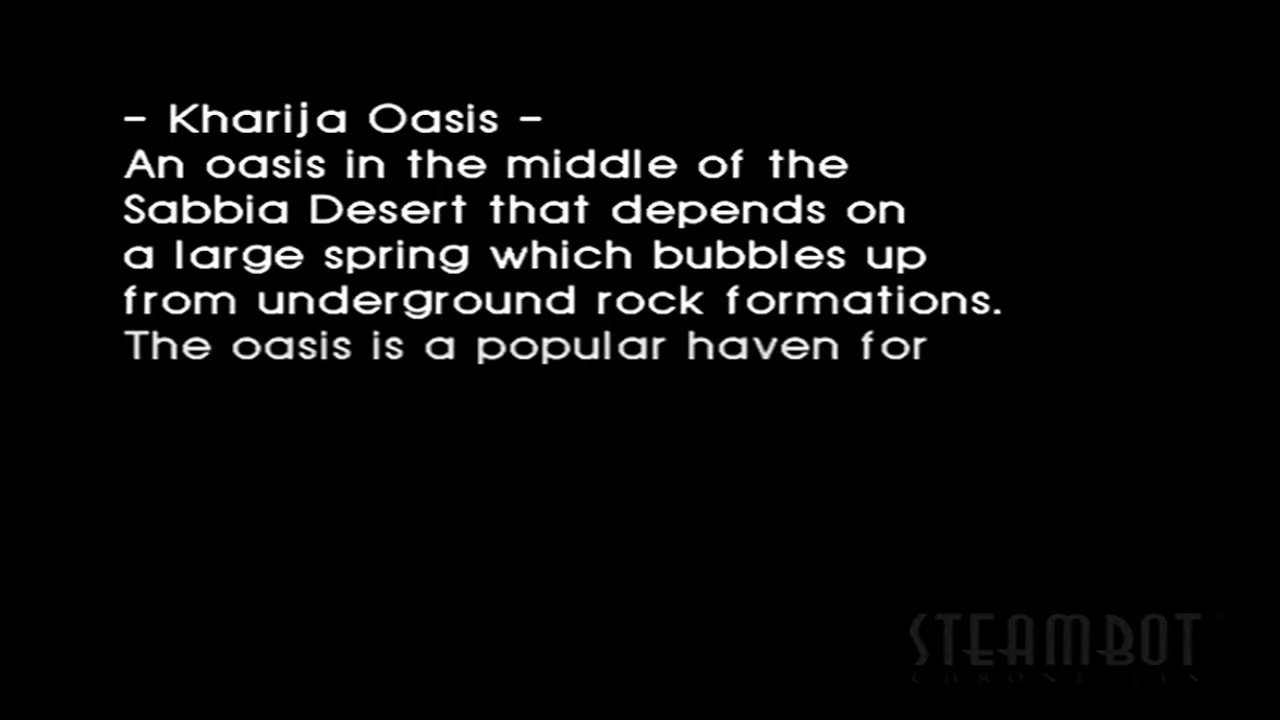 - Kharija Oasis -
An oasis in the middle of the
Sabbia Desert that depends on
a large spring which bubbles up
from underground rock formations.
The oasis is a popular haven for
STEAMBOT